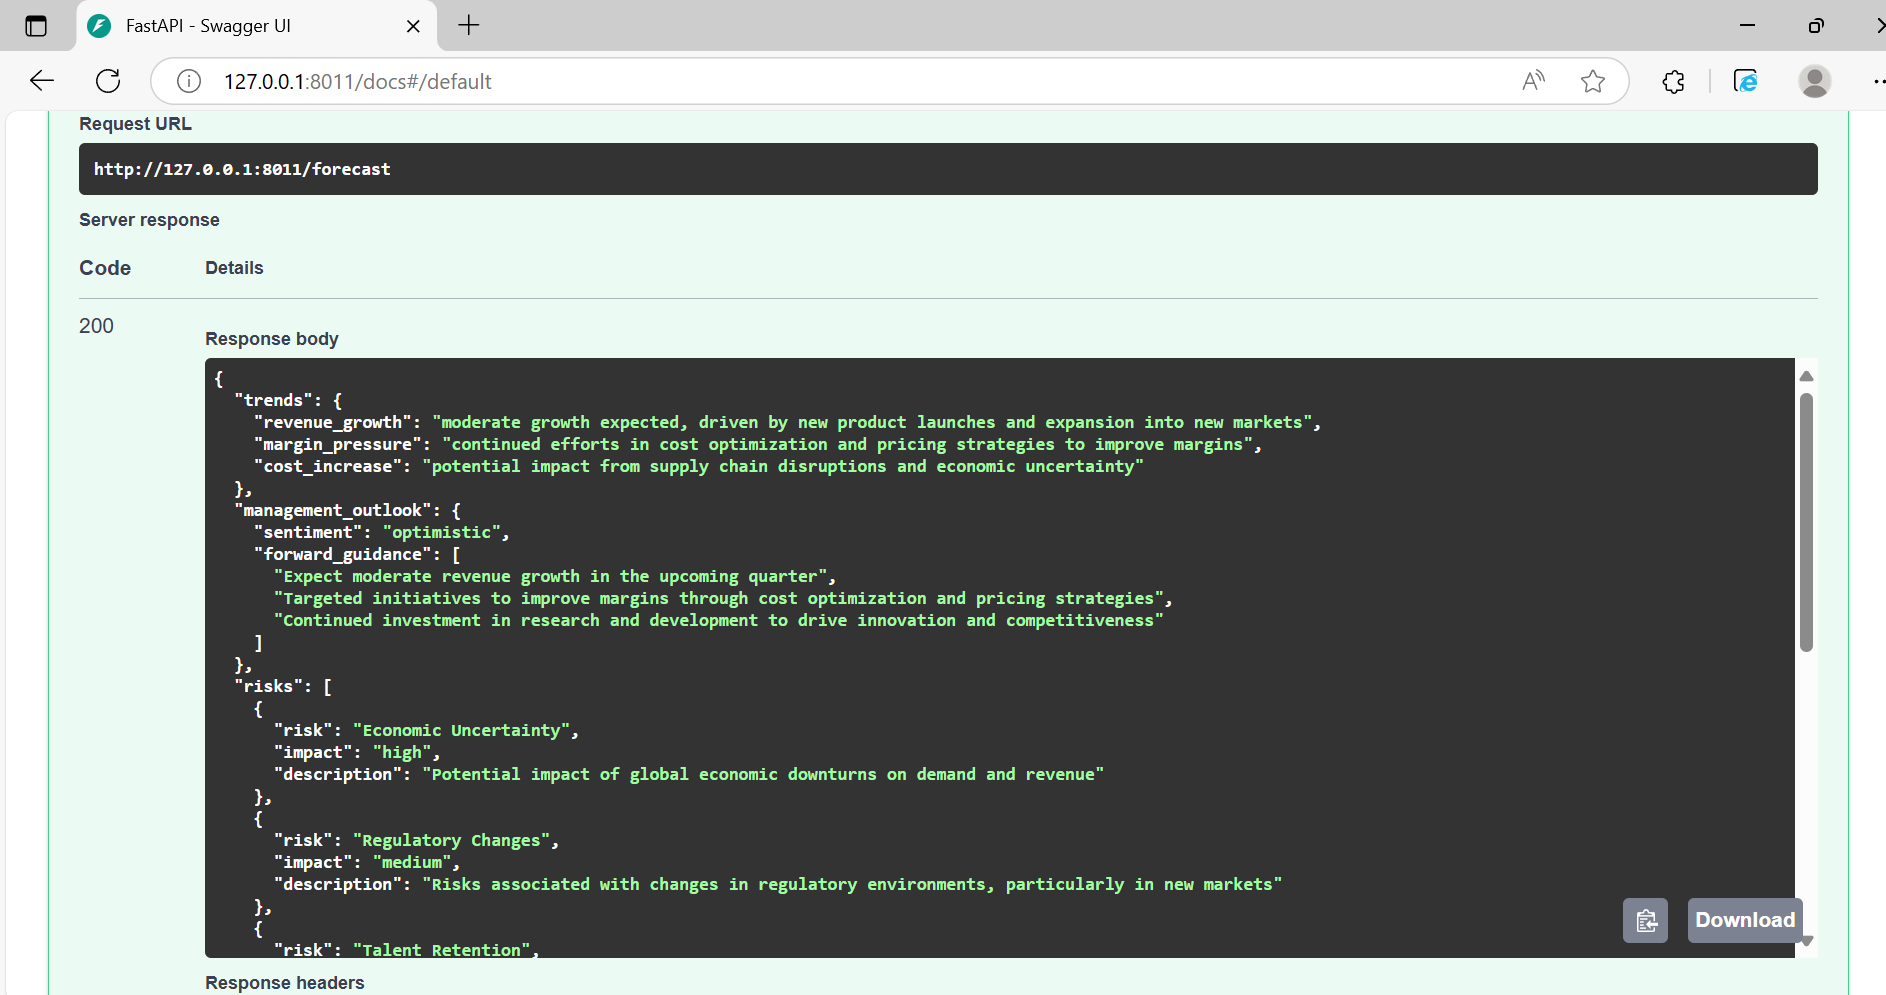 FastAPI - Swagger UI
127.0.0.1:8011/docs#/default
Request URL
http://127.0.0.1:8011/forecast
Server response
Code Details
200
Response body
{
  "trends": {
    "revenue_growth": "moderate growth expected, driven by new product launches and expansion into new markets",
    "margin_pressure": "continued efforts in cost optimization and pricing strategies to improve margins",
    "cost_increase": "potential impact from supply chain disruptions and economic uncertainty"
  },
  "management_outlook": {
    "sentiment": "optimistic",
    "forward_guidance": [
      "Expect moderate revenue growth in the upcoming quarter",
      "Targeted initiatives to improve margins through cost optimization and pricing strategies",
      "Continued investment in research and development to drive innovation and competitiveness"
    ]
  },
  "risks": [
    {
      "risk": "Economic Uncertainty",
      "impact": "high",
      "description": "Potential impact of global economic downturns on demand and revenue"
    },
    {
      "risk": "Regulatory Changes",
      "impact": "medium",
      "description": "Risks associated with changes in regulatory environments, particularly in new markets"
    },
    {
      "risk": "Talent Retention",
Download
Response headers